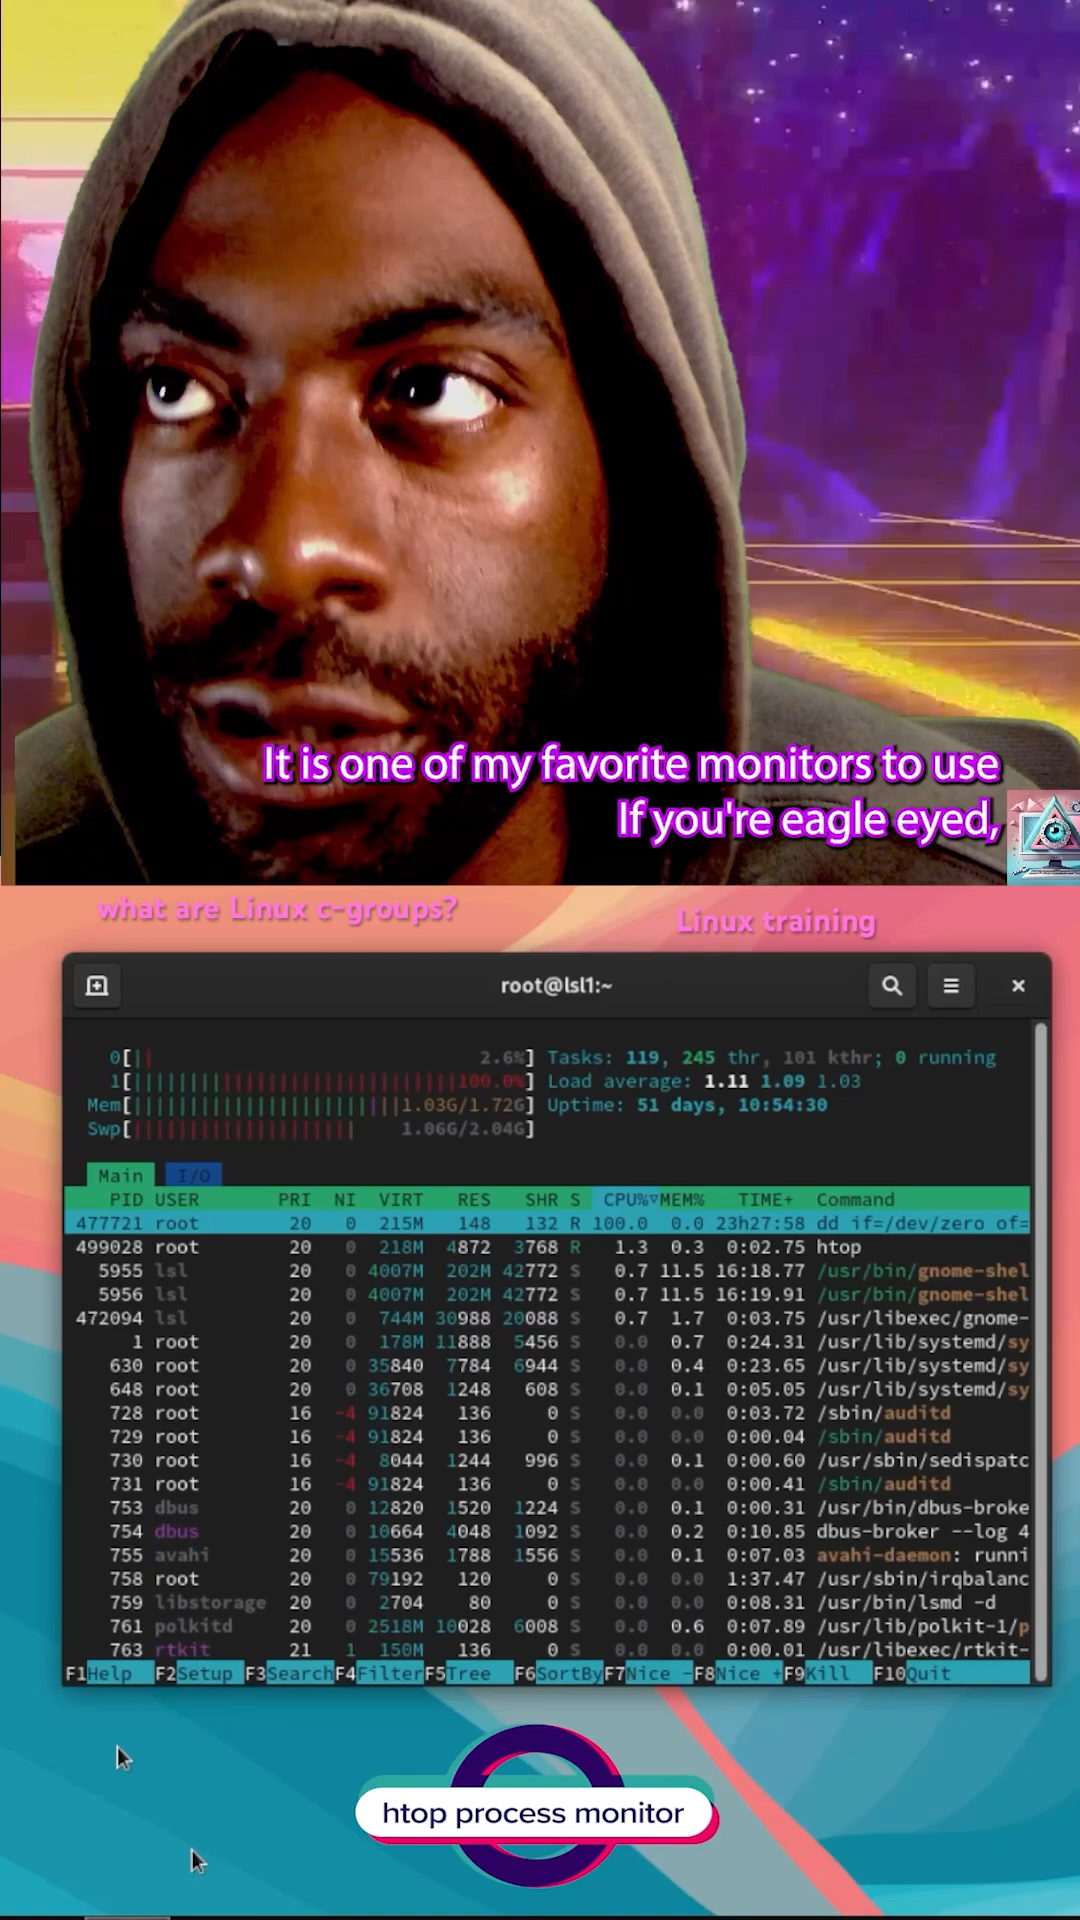 It is one of my favorite monitors to use
If you're eagle eyed,
what are Linux c-groups?
Linux training
root@lsl1:~
0[|| 2.6%] Tasks: 119, 245 thr, 101 kthr; 0 running
1[||||||||||||||||||||||||||||100.0%] Load average: 1.11 1.09 1.03
Mem[|||||||||||||||||||||||1.03G/1.72G] Uptime: 51 days, 10:54:30
Swp[||||||||||||||||||| 1.06G/2.04G]
Main I/O
PID USER PRI NI VIRT RES SHR S CPU%▽MEM% TIME+ Command
477721 root 20 0 215M 148 132 R 100.0 0.0 23h27:58 dd if=/dev/zero of=
499028 root 20 0 218M 4872 3768 R 1.3 0.3 0:02.75 htop
5955 lsl 20 0 4007M 202M 42772 S 0.7 11.5 16:18.77 /usr/bin/gnome-shel
5956 lsl 20 0 4007M 202M 42772 S 0.7 11.5 16:19.91 /usr/bin/gnome-shel
472094 lsl 20 0 744M 30988 20088 S 0.7 1.7 0:03.75 /usr/libexec/gnome-
1 root 20 0 178M 11888 5456 S 0.0 0.7 0:24.31 /usr/lib/systemd/sy
630 root 20 0 35840 7784 6944 S 0.0 0.4 0:23.65 /usr/lib/systemd/sy
648 root 20 0 36708 1248 608 S 0.0 0.1 0:05.05 /usr/lib/systemd/sy
728 root 16 -4 91824 136 0 S 0.0 0.0 0:03.72 /sbin/auditd
729 root 16 -4 91824 136 0 S 0.0 0.0 0:00.04 /sbin/auditd
730 root 16 -4 8044 1244 996 S 0.0 0.1 0:00.60 /usr/sbin/sedispatc
731 root 16 -4 91824 136 0 S 0.0 0.0 0:00.41 /sbin/auditd
753 dbus 20 0 12820 1520 1224 S 0.0 0.1 0:00.31 /usr/bin/dbus-broke
754 dbus 20 0 10664 4048 1092 S 0.0 0.2 0:10.85 dbus-broker --log 4
755 avahi 20 0 15536 1788 1556 S 0.0 0.1 0:07.03 avahi-daemon: runni
758 root 20 0 79192 120 0 S 0.0 0.0 1:37.47 /usr/sbin/irqbalanc
759 libstorage 20 0 2704 80 0 S 0.0 0.0 0:08.31 /usr/bin/lsmd -d
761 polkitd 20 0 2518M 10028 6008 S 0.0 0.6 0:07.89 /usr/lib/polkit-1/p
763 rtkit 21 1 150M 136 0 S 0.0 0.0 0:00.01 /usr/libexec/rtkit-
F1Help F2Setup F3SearchF4FilterF5Tree F6SortByF7Nice -F8Nice +F9Kill F10Quit
htop process monitor